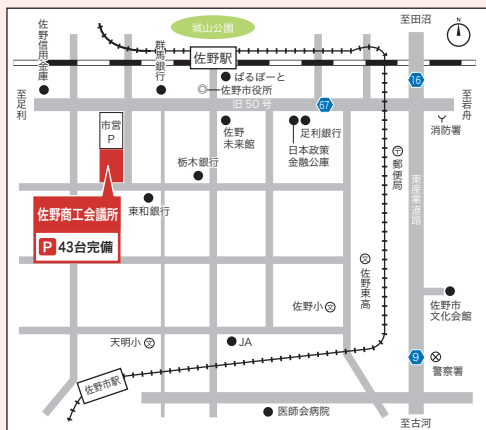 城山公園
至田沼
N
佐野信用金庫
群馬銀行
佐野駅
ぱるぽーと
佐野市役所
16
至足利
旧50号
67
至岩舟
市営
P
佐野
未来館
足利銀行
日本政策
金融公庫
消防署
栃木銀行
〒郵便局
東産業道路
佐野商工会議所
P 43台完備
東和銀行
文佐野東高
佐野小文
佐野市
文化会館
天明小文
JA
9
警察署
佐野市駅
医師会病院
至古河